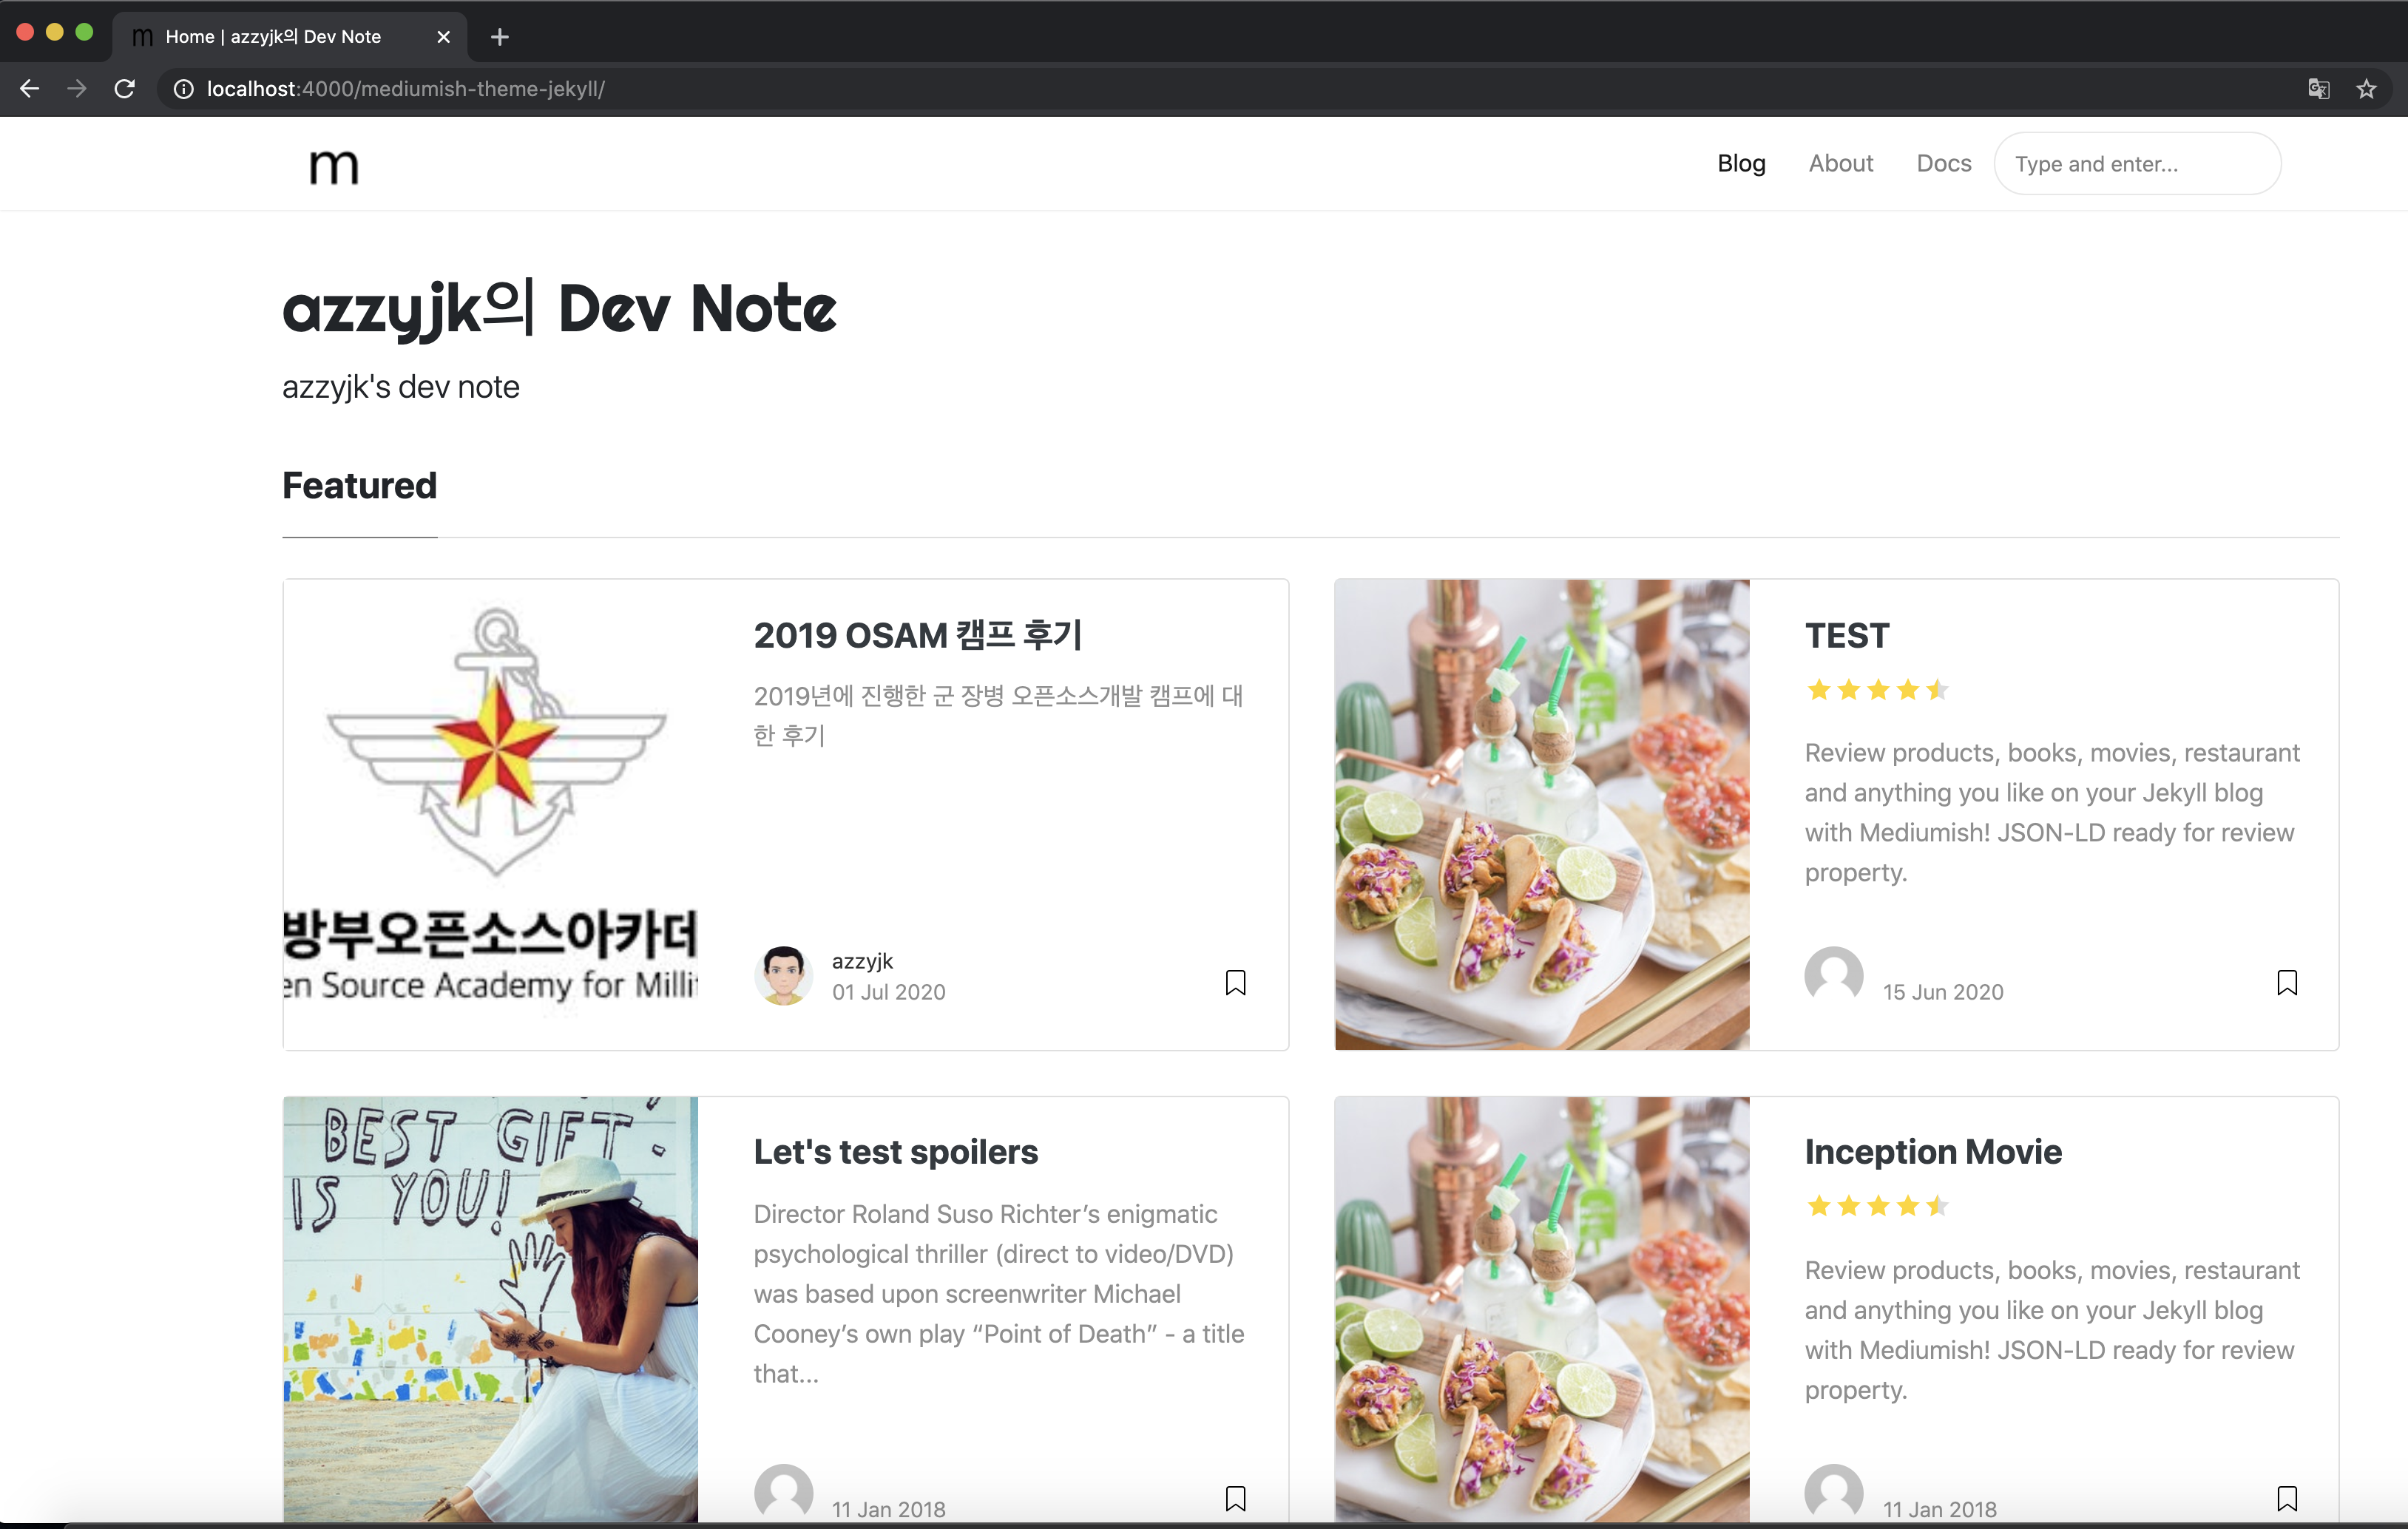 m Home | azzyjk의 Dev Note
localhost:4000/mediumish-theme-jekyll/
m
Blog About Docs Type and enter...
azzyjk의 Dev Note
azzyjk's dev note
Featured
방부오픈소스아카데
en Source Academy for Millit
2019 OSAM 캠프 후기
2019년에 진행한 군 장병 오픈소스개발 캠프에 대
한 후기
azzyjk
01 Jul 2020
TEST
Review products, books, movies, restaurant
and anything you like on your Jekyll blog
with Mediumish! JSON-LD ready for review
property.
15 Jun 2020
BEST GIFT
IS YOU!
Let's test spoilers
Director Roland Suso Richter’s enigmatic
psychological thriller (direct to video/DVD)
was based upon screenwriter Michael
Cooney’s own play “Point of Death” - a title
that...
11 Jan 2018
Inception Movie
Review products, books, movies, restaurant
and anything you like on your Jekyll blog
with Mediumish! JSON-LD ready for review
property.
11 Jan 2018